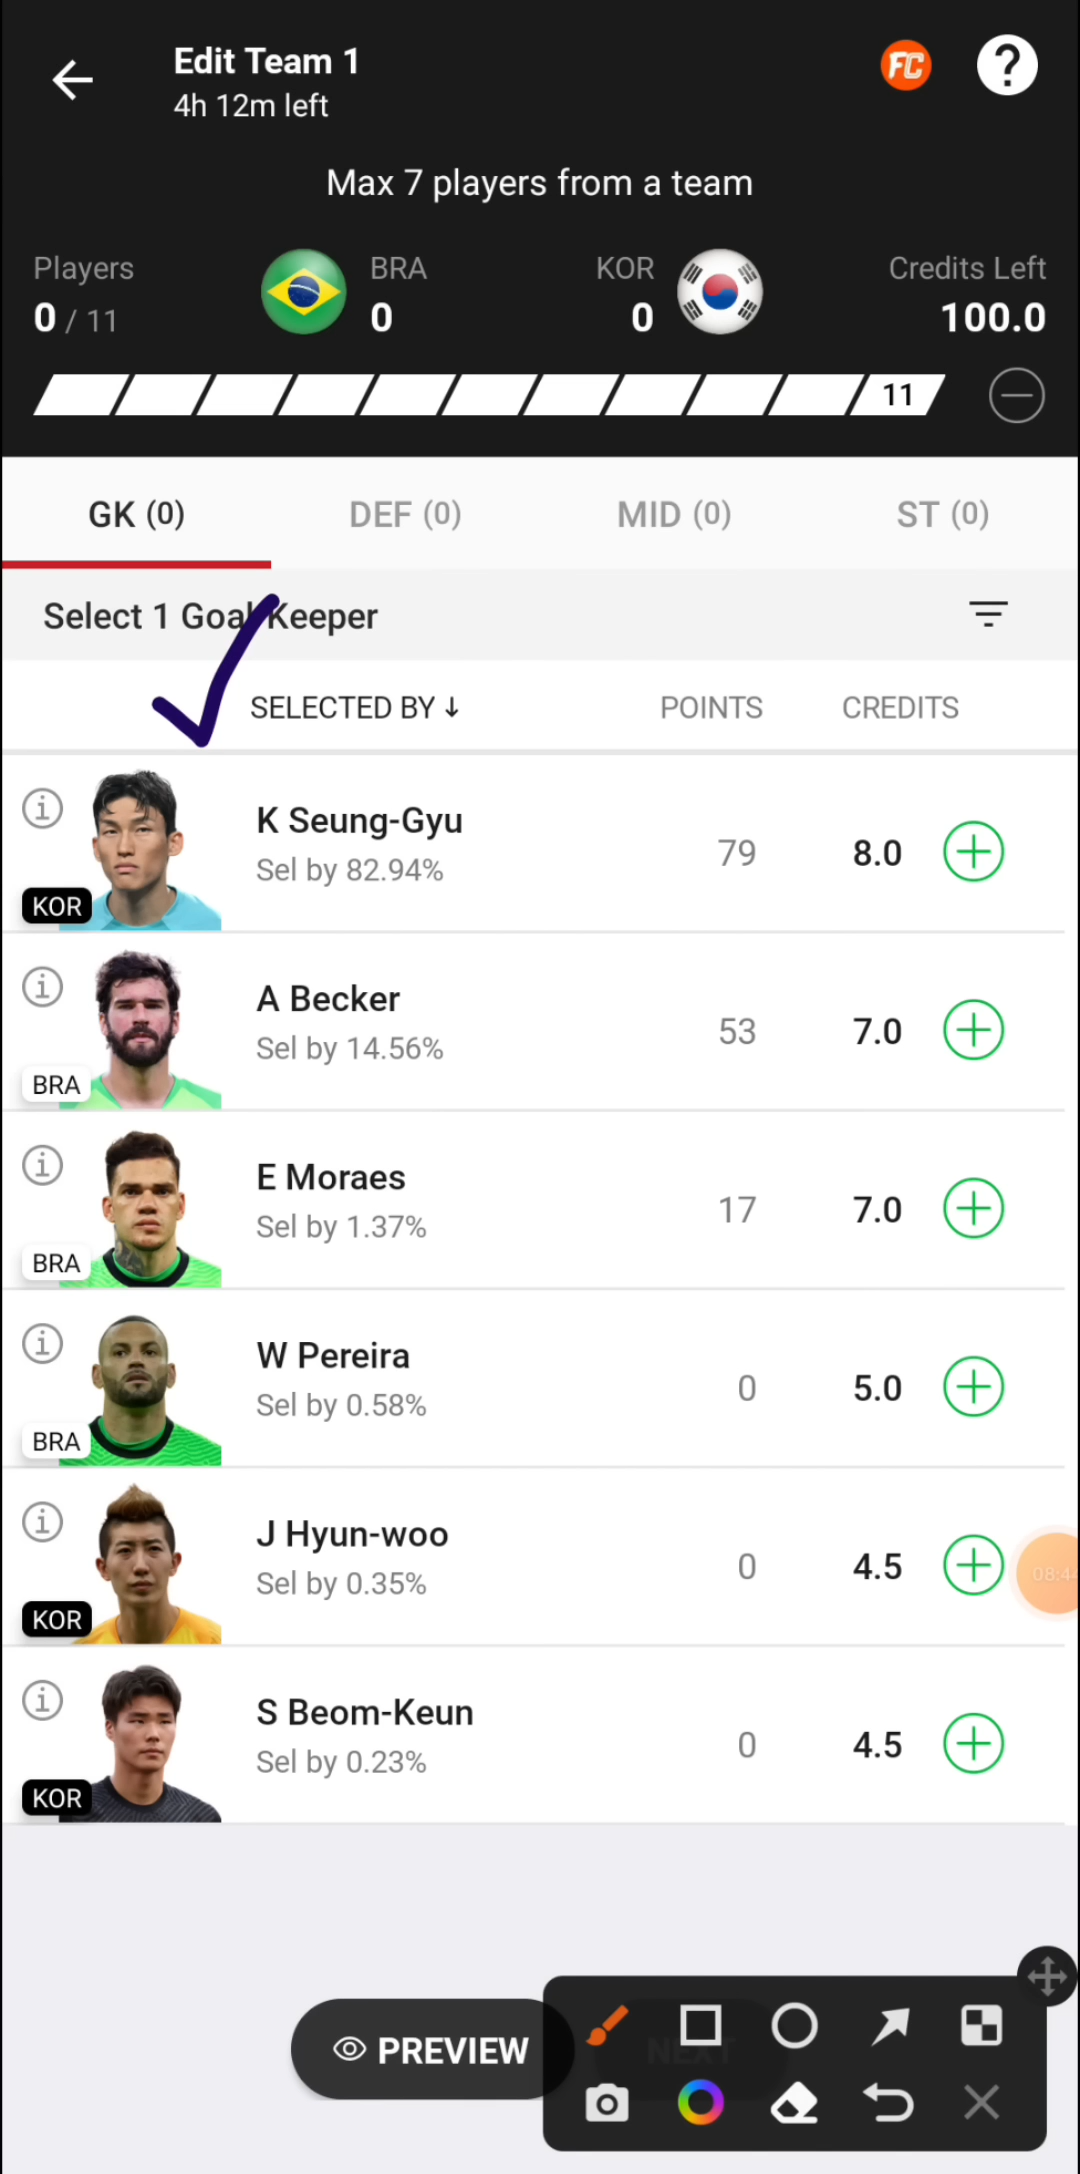 Edit Team 1
4h 12m left
FC
?
Max 7 players from a team
Players
0 / 11
BRA
0
KOR
0
Credits Left
100.0
11
GK (0)
DEF (0)
MID (0)
ST (0)
Select 1 Goal Keeper
SELECTED BY ↓
POINTS
CREDITS
K Seung-Gyu
Sel by 82.94%
KOR
79
8.0
A Becker
Sel by 14.56%
BRA
53
7.0
E Moraes
Sel by 1.37%
BRA
17
7.0
W Pereira
Sel by 0.58%
BRA
0
5.0
J Hyun-woo
Sel by 0.35%
KOR
0
4.5
08:4
S Beom-Keun
Sel by 0.23%
KOR
0
4.5
PREVIEW
NEXT